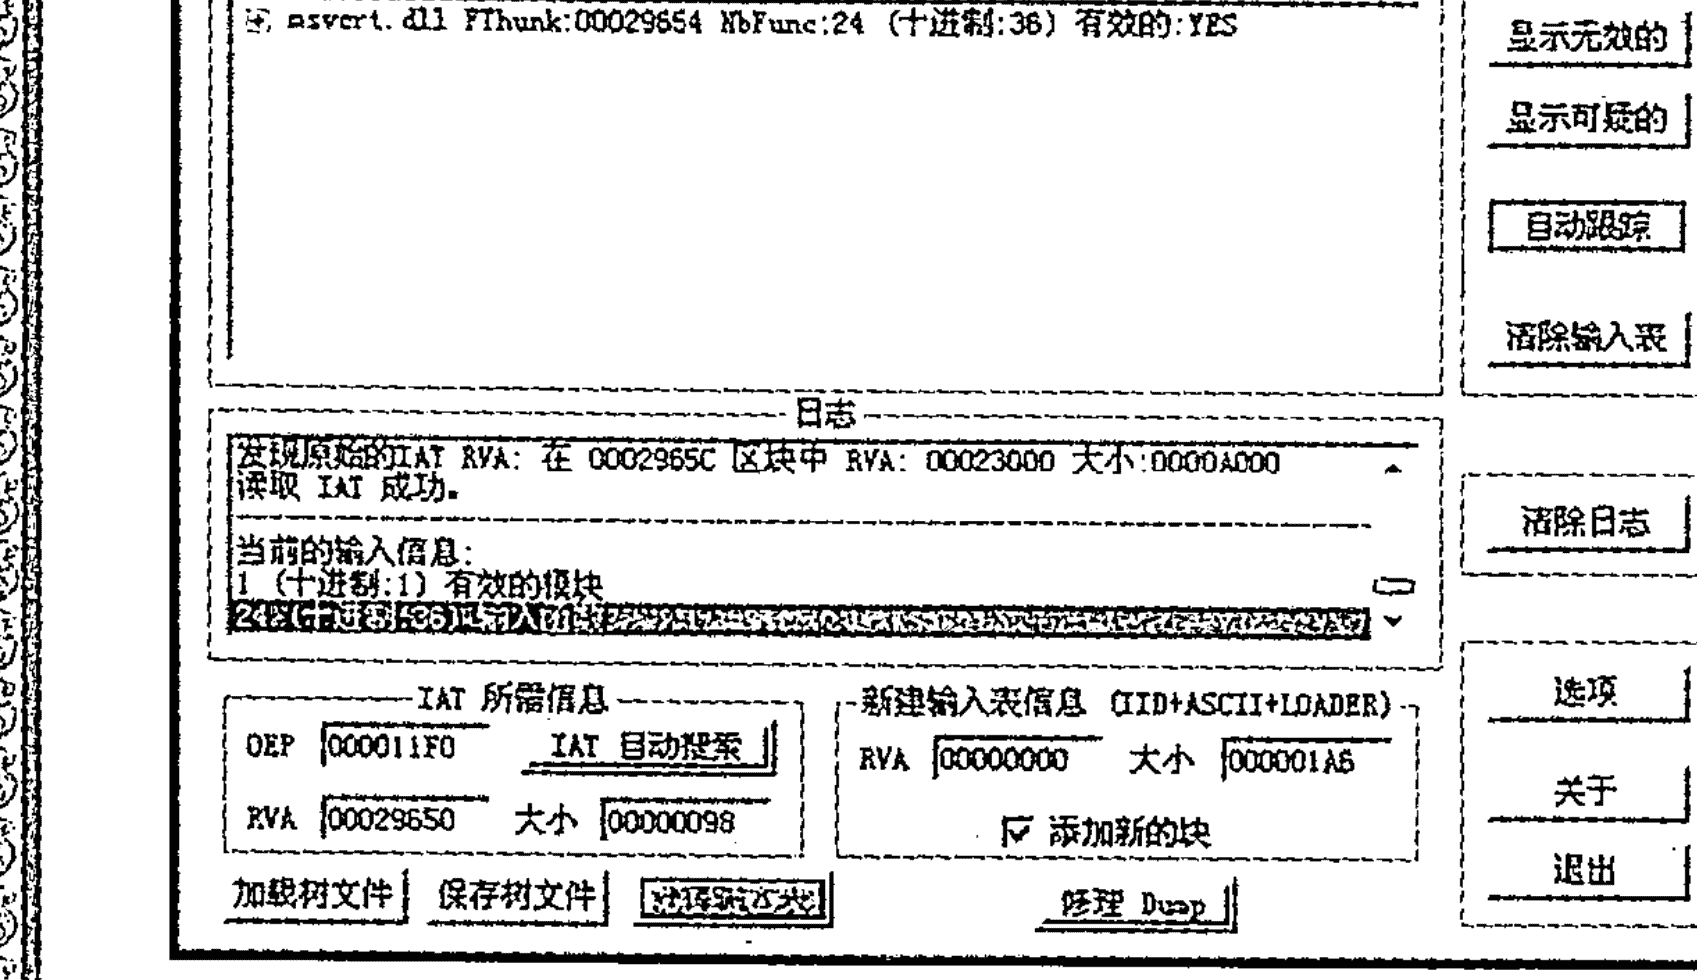 msvcrt.dll FThunk:00029654 NbFunc:24 (十进制:36) 有效的:YES
显示无效的
显示可疑的
自动跟踪
清除输入表
日志
发现原始的IAT RVA: 在 0002965C 区块中 RVA: 00023000 大小:0000A000
读取 IAT 成功。
当前的输入信息:
1 (十进制:1) 有效的模块
24 (十进制:36)
清除日志
IAT 所需信息
OEP 000011F0 IAT 自动搜索
RVA 00029650 大小 00000098
新建输入表信息 (IID+ASCII+LOADER)
RVA 00000000 大小 000001A6
添加新的块
选项
关于
退出
加载树文件 保存树文件 修理 Dump